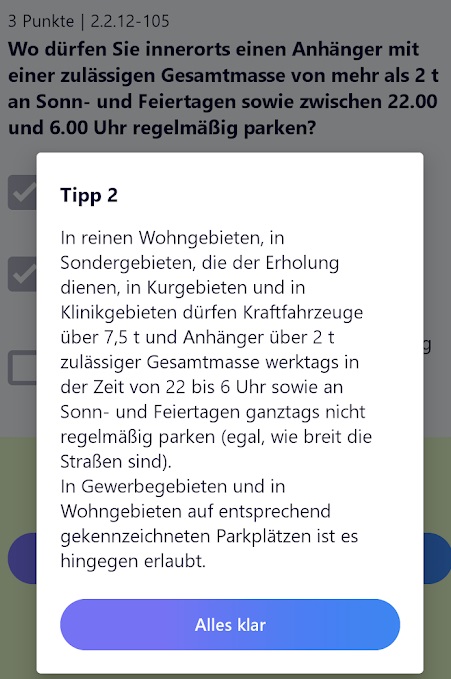 3 Punkte | 2.2.12-105
Wo dürfen Sie innerorts einen Anhänger mit
einer zulässigen Gesamtmasse von mehr als 2 t
an Sonn- und Feiertagen sowie zwischen 22.00
und 6.00 Uhr regelmäßig parken?
Tipp 2
In reinen Wohngebieten, in
Sondergebieten, die der Erholung
dienen, in Kurgebieten und in
Klinikgebieten dürfen Kraftfahrzeuge
über 7,5 t und Anhänger über 2 t
zulässiger Gesamtmasse werktags in
der Zeit von 22 bis 6 Uhr sowie an
Sonn- und Feiertagen ganztags nicht
regelmäßig parken (egal, wie breit die
Straßen sind).
In Gewerbegebieten und in
Wohngebieten auf entsprechend
gekennzeichneten Parkplätzen ist es
hingegen erlaubt.
Alles klar